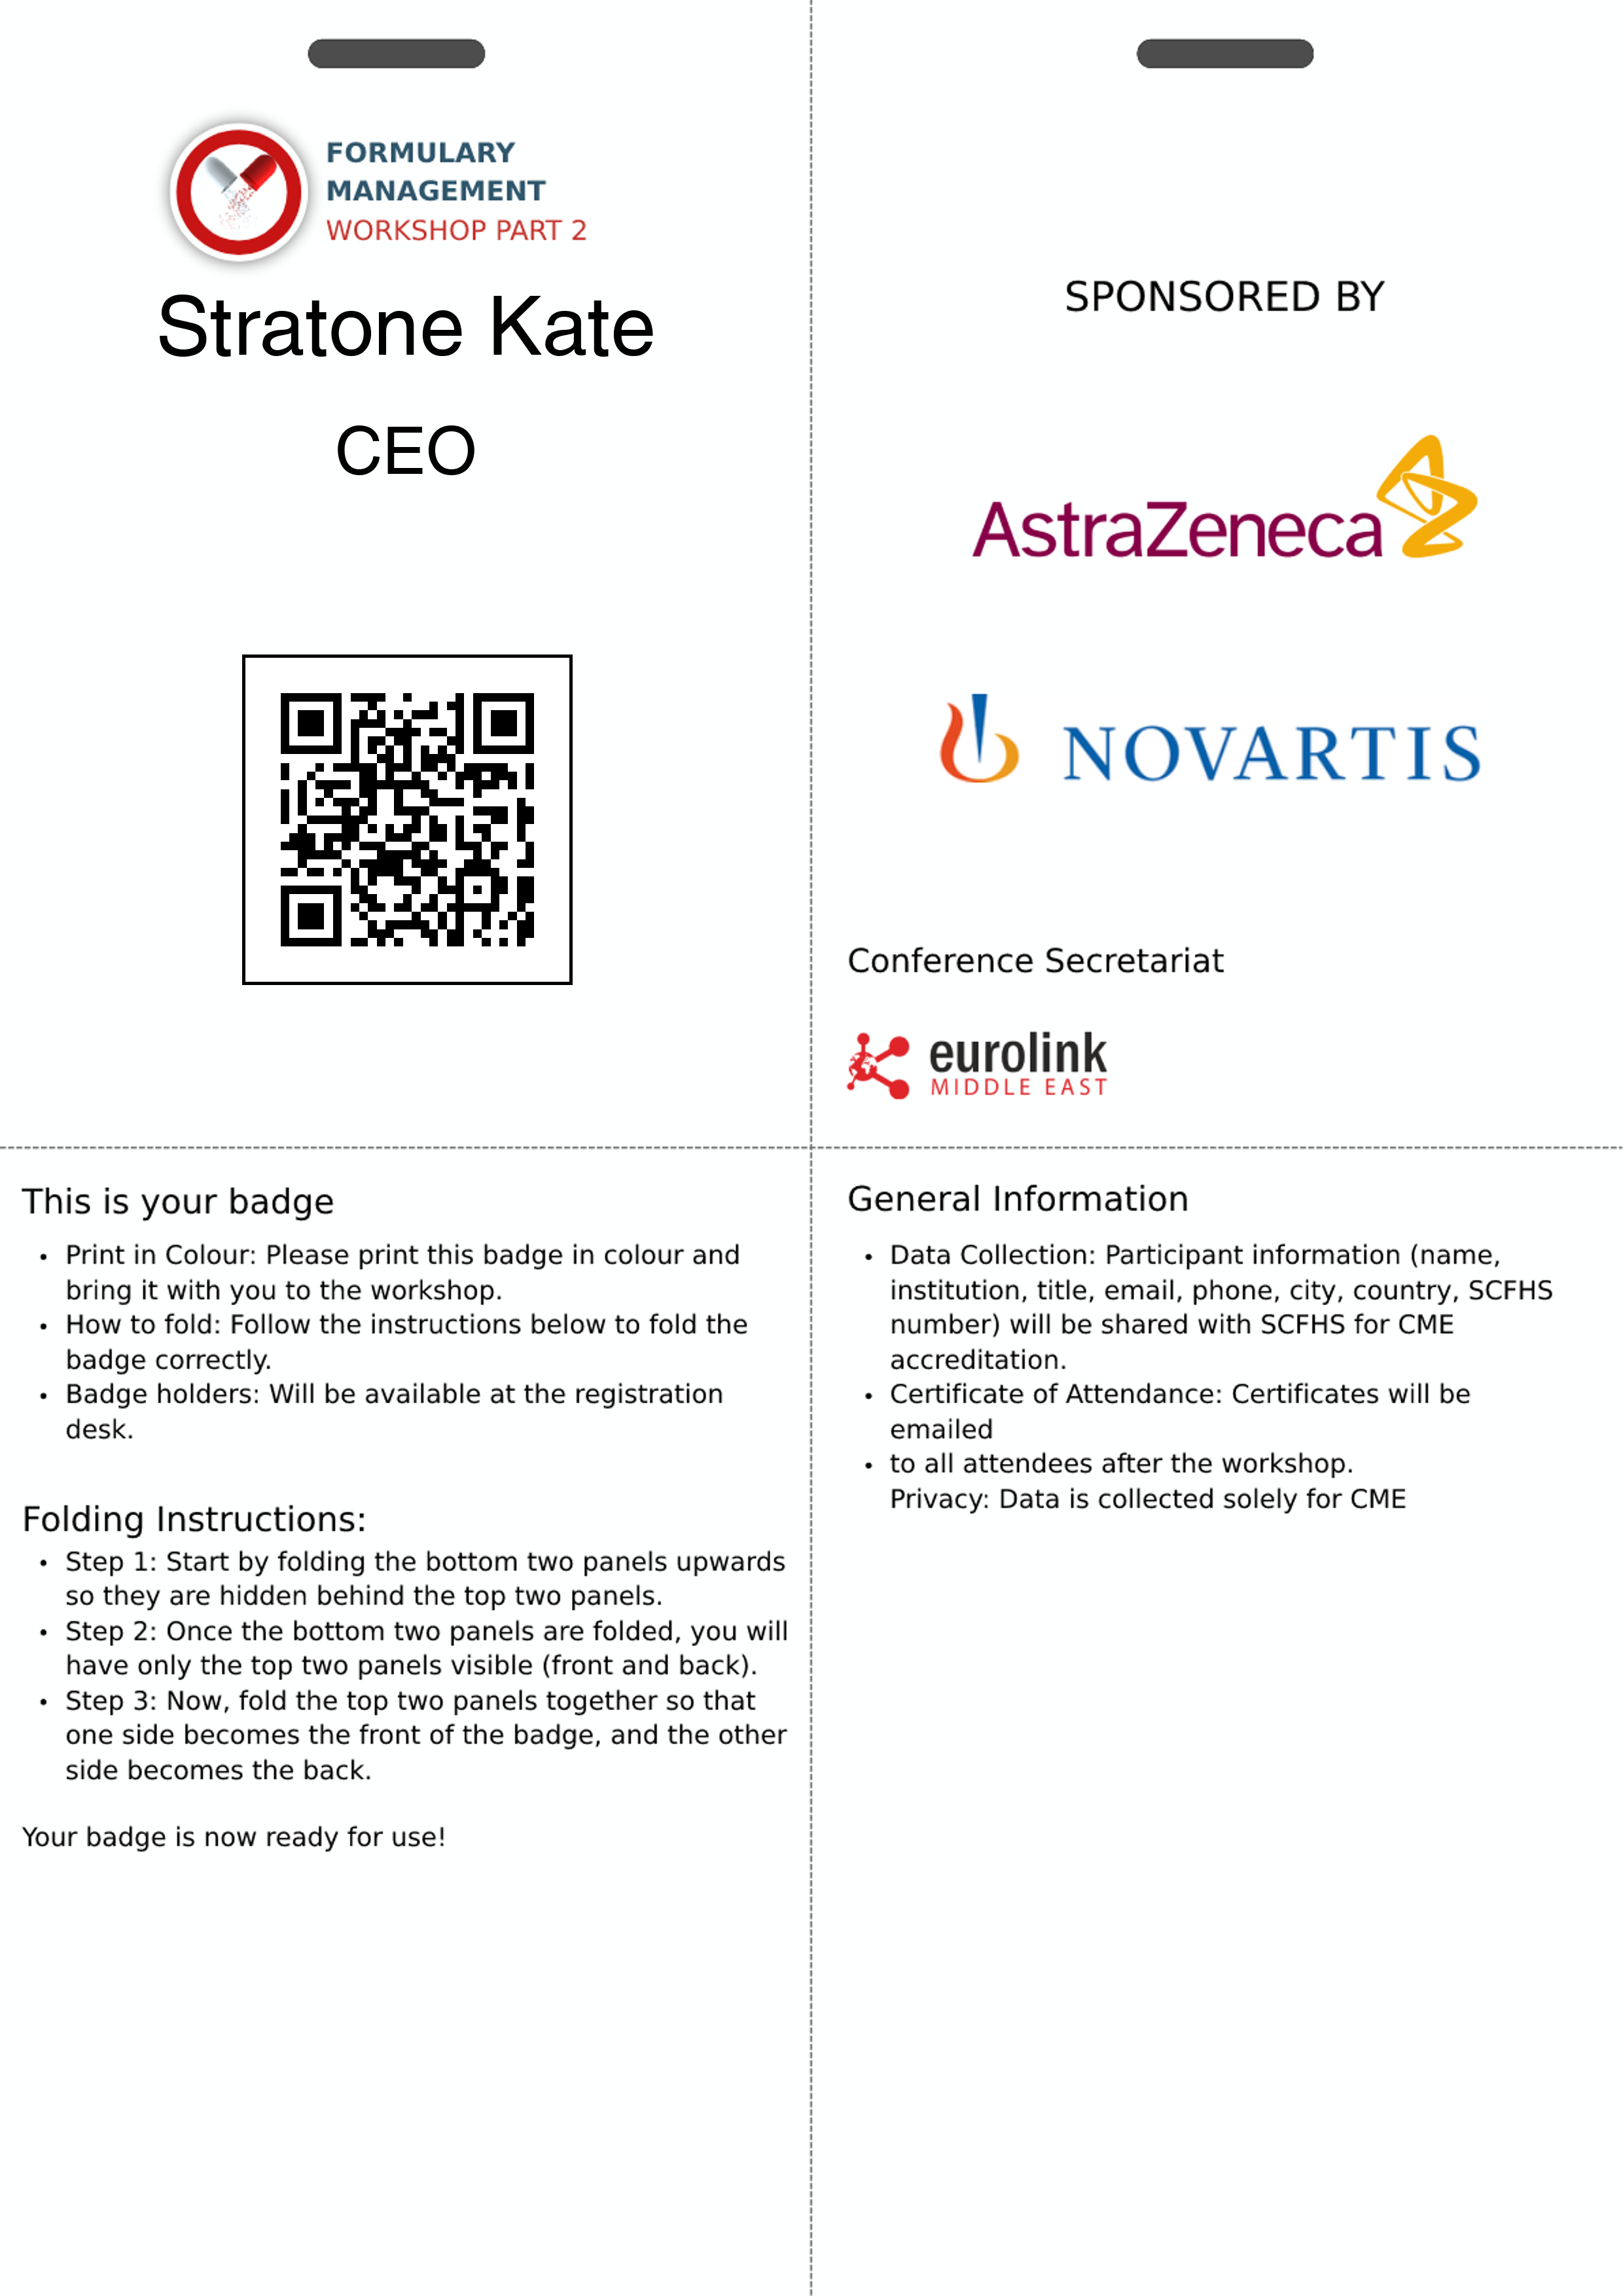 FORMULARY
MANAGEMENT
WORKSHOP PART 2
Stratone Kate
CEO
SPONSORED BY
AstraZeneca
NOVARTIS
Conference Secretariat
eurolink
MIDDLE EAST
This is your badge
• Print in Colour: Please print this badge in colour and
bring it with you to the workshop.
• How to fold: Follow the instructions below to fold the
badge correctly.
• Badge holders: Will be available at the registration
desk.
Folding Instructions:
• Step 1: Start by folding the bottom two panels upwards
so they are hidden behind the top two panels.
• Step 2: Once the bottom two panels are folded, you will
have only the top two panels visible (front and back).
• Step 3: Now, fold the top two panels together so that
one side becomes the front of the badge, and the other
side becomes the back.
Your badge is now ready for use!
General Information
• Data Collection: Participant information (name,
institution, title, email, phone, city, country, SCFHS
number) will be shared with SCFHS for CME
accreditation.
• Certificate of Attendance: Certificates will be
emailed
• to all attendees after the workshop.
Privacy: Data is collected solely for CME